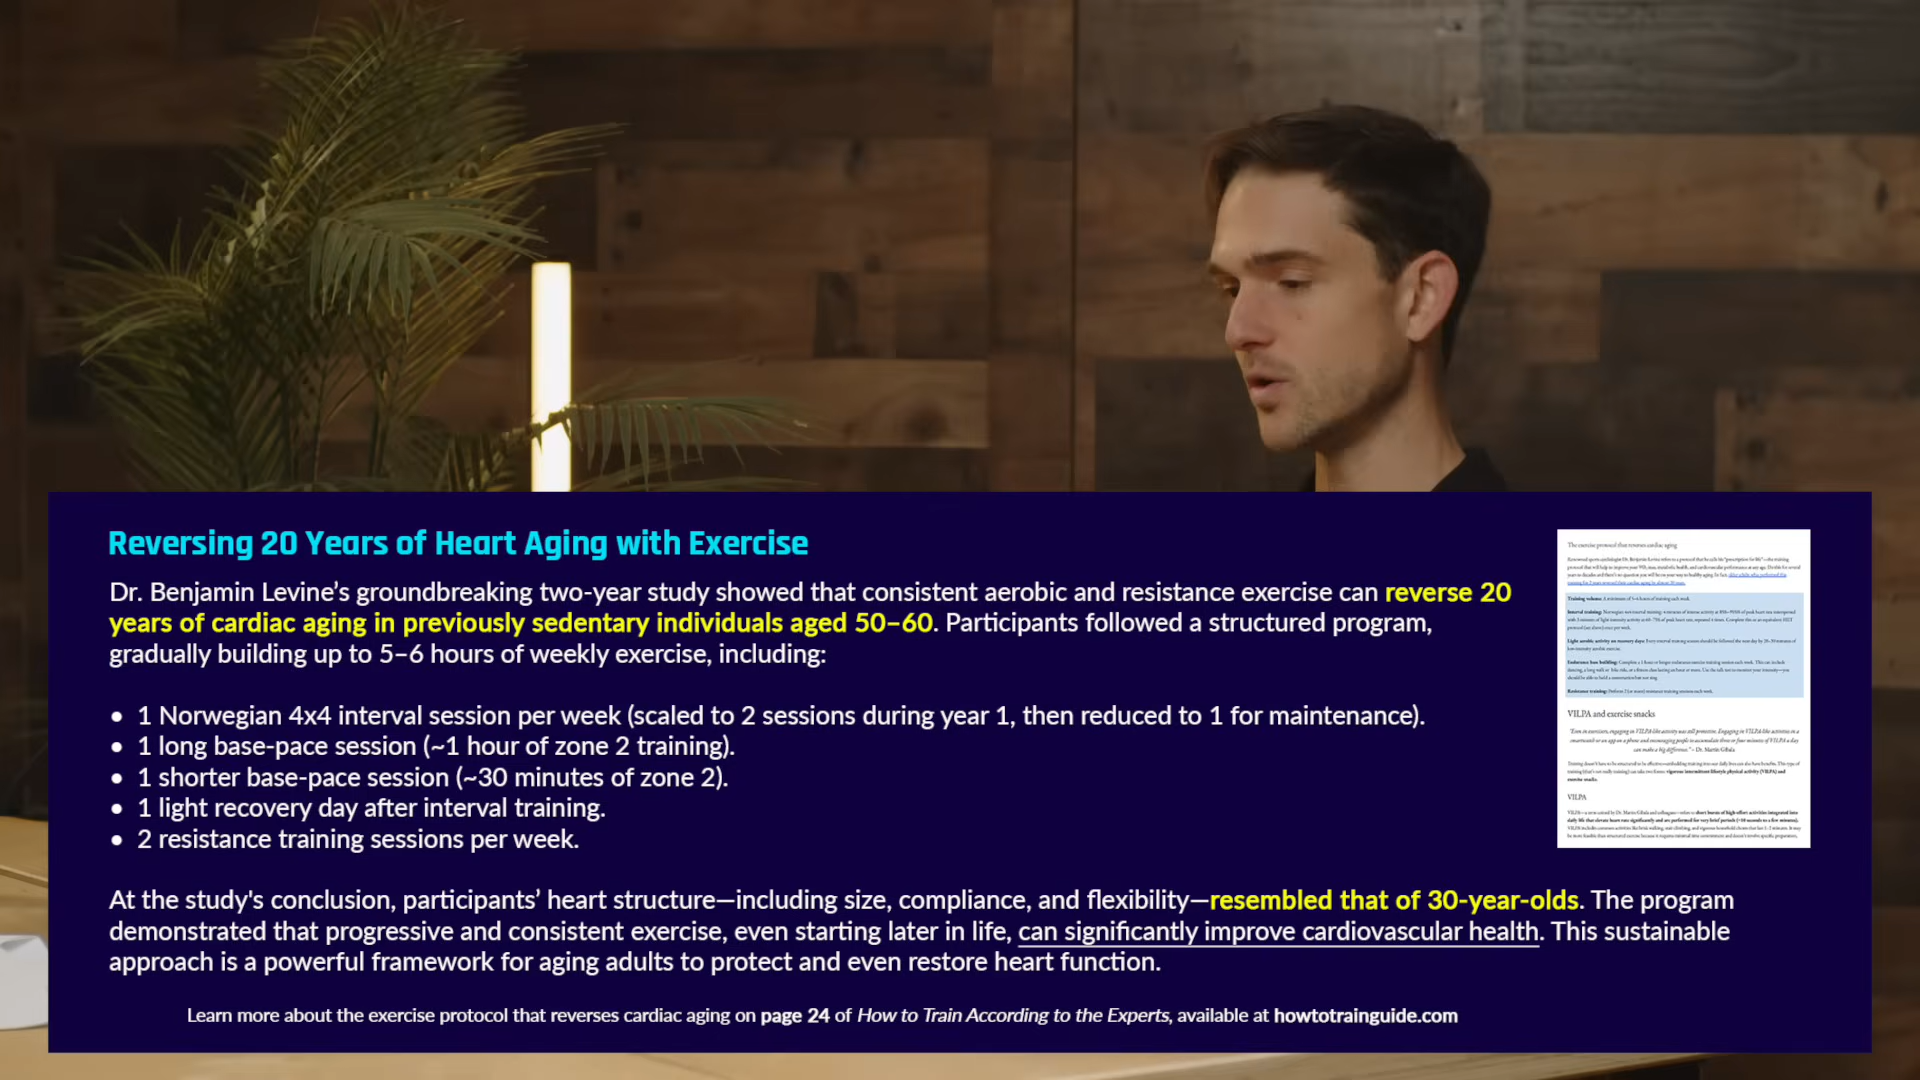 Reversing 20 Years of Heart Aging with Exercise
Dr. Benjamin Levine's groundbreaking two-year study showed that consistent aerobic and resistance exercise can reverse 20
years of cardiac aging in previously sedentary individuals aged 50–60. Participants followed a structured program,
gradually building up to 5–6 hours of weekly exercise, including:
• 1 Norwegian 4x4 interval session per week (scaled to 2 sessions during year 1, then reduced to 1 for maintenance).
• 1 long base-pace session (~1 hour of zone 2 training).
• 1 shorter base-pace session (~30 minutes of zone 2).
• 1 light recovery day after interval training.
• 2 resistance training sessions per week.
At the study's conclusion, participants' heart structure—including size, compliance, and flexibility—resembled that of 30-year-olds. The program
demonstrated that progressive and consistent exercise, even starting later in life, can significantly improve cardiovascular health. This sustainable
approach is a powerful framework for aging adults to protect and even restore heart function.
Learn more about the exercise protocol that reverses cardiac aging on page 24 of How to Train According to the Experts, available at howtotrainguide.com
The exercise protocol that reverses cardiac aging
VILPA and exercise snacks
VILPA